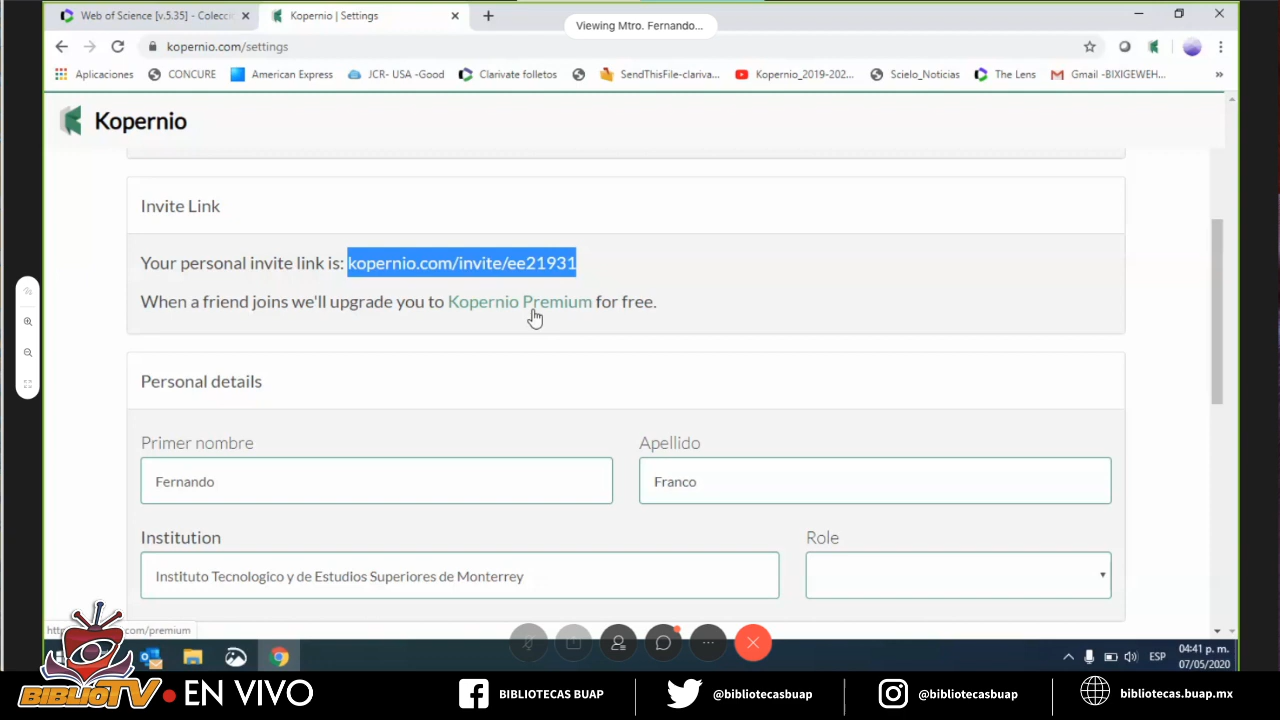 Web of Science [v.5.35] - Colecci
Kopernio | Settings
Viewing Mtro. Fernando...
kopernio.com/settings
Aplicaciones
CONCURE
American Express
JCR- USA -Good
Clarivate folletos
SendThisFile-clariva...
Kopernio_2019-202...
Scielo_Noticias
The Lens
Gmail -BIXIGEWEH...
»
Kopernio
Invite Link
Your personal invite link is: kopernio.com/invite/ee21931
When a friend joins we'll upgrade you to Kopernio Premium for free.
Personal details
Primer nombre
Apellido
Fernando
Franco
Institution
Role
Instituto Tecnologico y de Estudios Superiores de Monterrey
.com/premium
ESP
04:41 p. m.
07/05/2020
BIBLIOTV EN VIVO
BIBLIOTECAS BUAP
@bibliotecasbuap
@bibliotecasbuap
bibliotecas.buap.mx